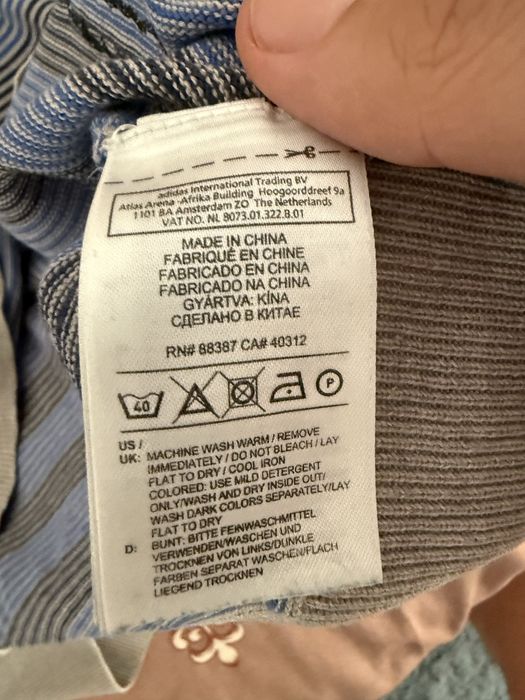 adidas International Trading BV
Atlas Arena -Afrika Building Hoogoorddreef 9a
1101 BA Amsterdam ZO The Netherlands
VAT NO. NL 8073.01.322.B.01
MADE IN CHINA
FABRIQUÉ EN CHINE
FABRICADO EN CHINA
FABRICADO NA CHINA
GYÁRTVA: KÍNA
СДЕЛАНО В КИТАЕ
RN# 88387 CA# 40312
40 P
US /
UK: MACHINE WASH WARM / REMOVE
IMMEDIATELY / DO NOT BLEACH / LAY
FLAT TO DRY / COOL IRON
COLORED: USE MILD DETERGENT
ONLY/WASH AND DRY INSIDE OUT/
WASH DARK COLORS SEPARATELY/LAY
FLAT TO DRY
D: BUNT: BITTE FEINWASCHMITTEL
VERWENDEN/WASCHEN UND
TROCKNEN VON LINKS/DUNKLE
FARBEN SEPARAT WASCHEN/FLACH
LIEGEND TROCKNEN